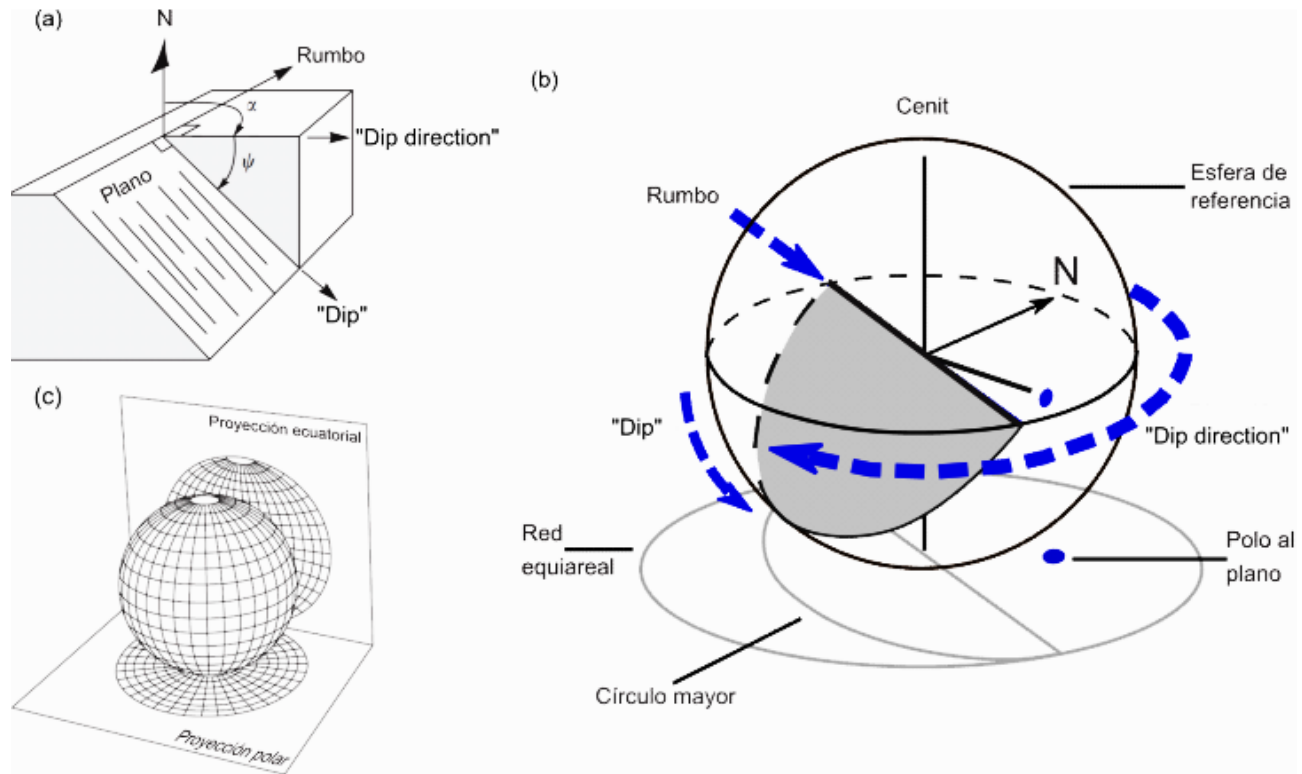 (a)
N
Rumbo
α
"Dip direction"
ψ
Plano
"Dip"
(b)
Cenit
Esfera de
referencia
Rumbo
N
"Dip"
"Dip direction"
Red
equiareal
Polo al
plano
Círculo mayor
(c)
Proyección ecuatorial
Proyección polar